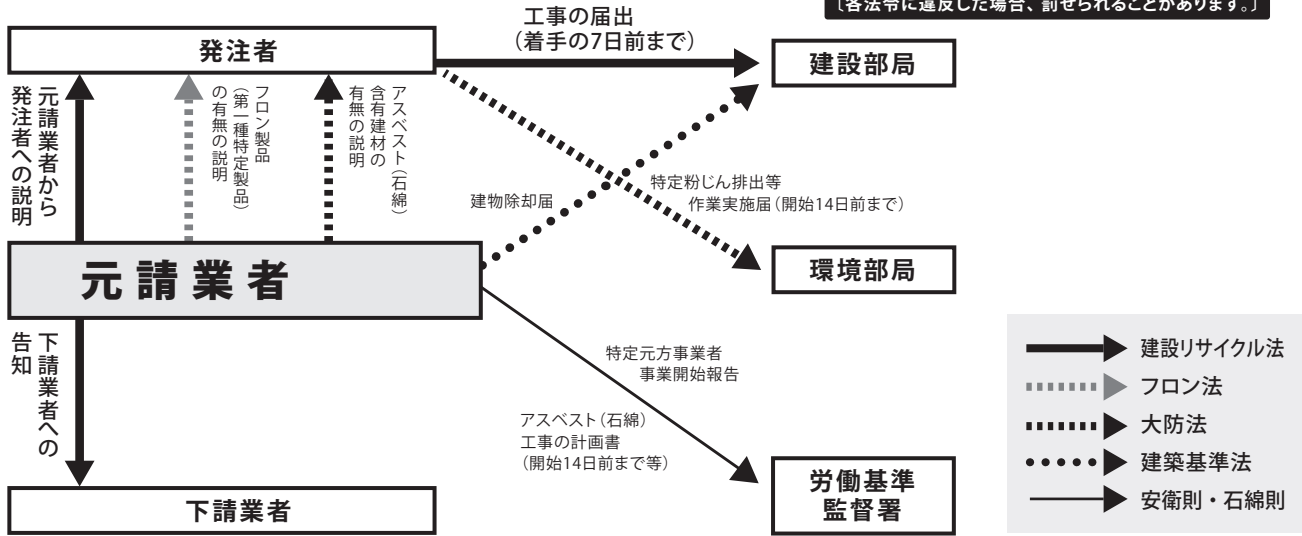 〔各法令に違反した場合、罰せられることがあります。〕
工事の届出
（着手の7日前まで）
発注者
建設部局
元請業者から
発注者への説明
フロン製品
（第一種特定製品）
の有無の説明
アスベスト（石綿）
含有建材の
有無の説明
建物除却届
特定粉じん排出等
作業実施届（開始14日前まで）
元請業者
環境部局
下請業者への
告知
特定元方事業者
事業開始報告
アスベスト（石綿）
工事の計画書
（開始14日前まで等）
下請業者
労働基準
監督署
建設リサイクル法
フロン法
大防法
建築基準法
安衛則・石綿則